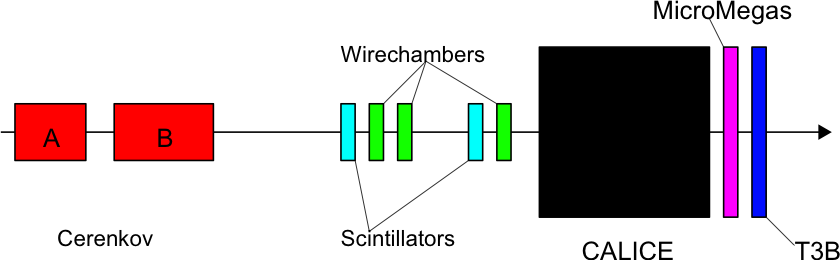 MicroMegas
Wirechambers
A
B
Cerenkov
Scintillators
CALICE
T3B